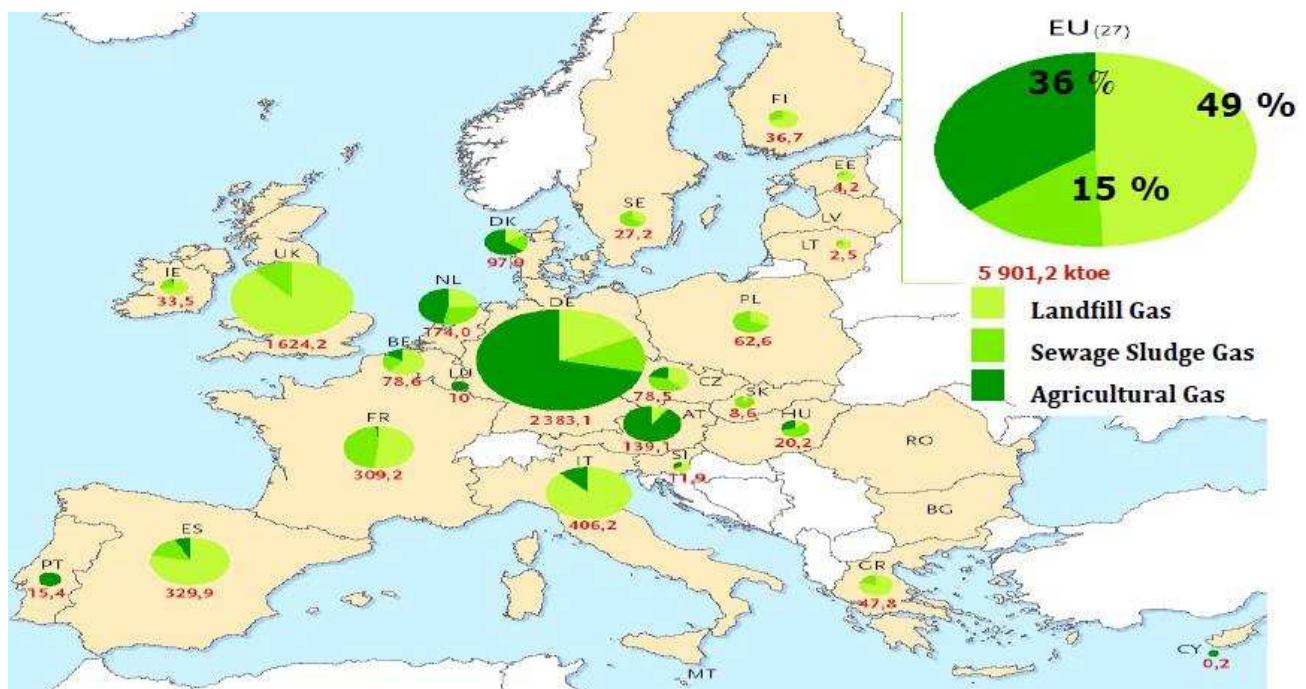 EU (27)
36 %
49 %
15 %
5 901,2 ktoe
Landfill Gas
Sewage Sludge Gas
Agricultural Gas
FI
36,7
EE
4,2
SE
27,2
LV
LT
2,5
DK
97,9
UK
1 624,2
IE
33,5
NL
174,0
DE
2 383,1
PL
62,6
BE
78,6
LU
10
CZ
78,5
SK
8,6
AT
139,1
HU
20,2
RO
FR
309,2
SI
11,9
IT
406,2
BG
ES
329,9
PT
15,4
GR
47,8
MT
CY
0,2